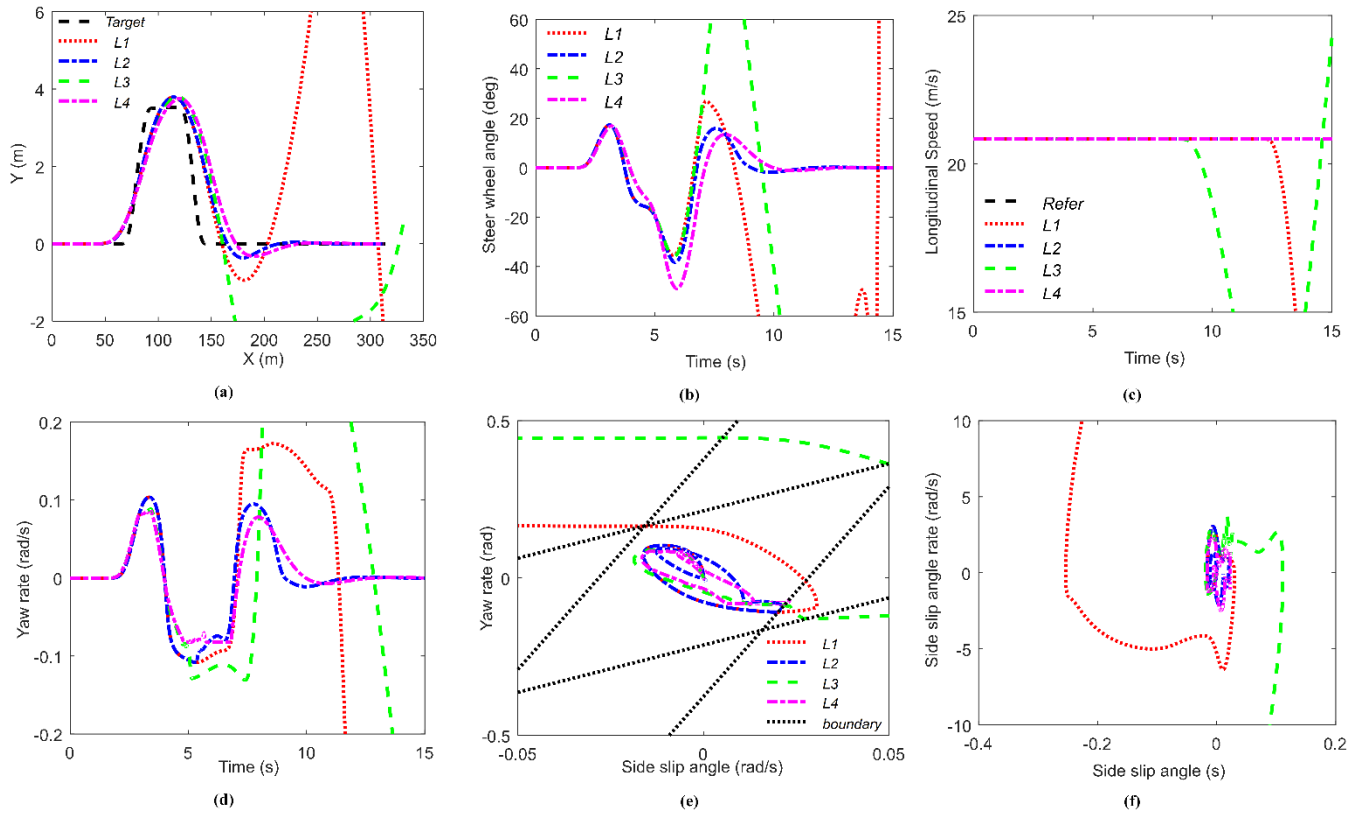 6
4
2
0
-2
Y (m)
Target
L1
L2
L3
L4
0
50
100
150
200
250
300
350
X (m)
(a)
60
40
20
0
-20
-40
-60
Steer wheel angle (deg)
L1
L2
L3
L4
0
5
10
15
Time (s)
(b)
25
20
15
Longitudinal Speed (m/s)
Refer
L1
L2
L3
L4
0
5
10
15
Time (s)
(c)
0.2
0.1
0
-0.1
-0.2
Yaw rate (rad/s)
0
5
10
15
Time (s)
(d)
0.5
0
-0.5
Yaw rate (rad)
L1
L2
L3
L4
boundary
-0.05
0
0.05
Side slip angle (rad/s)
(e)
10
5
0
-5
-10
Side slip angle rate (rad/s)
-0.4
-0.2
0
0.2
Side slip angle (s)
(f)